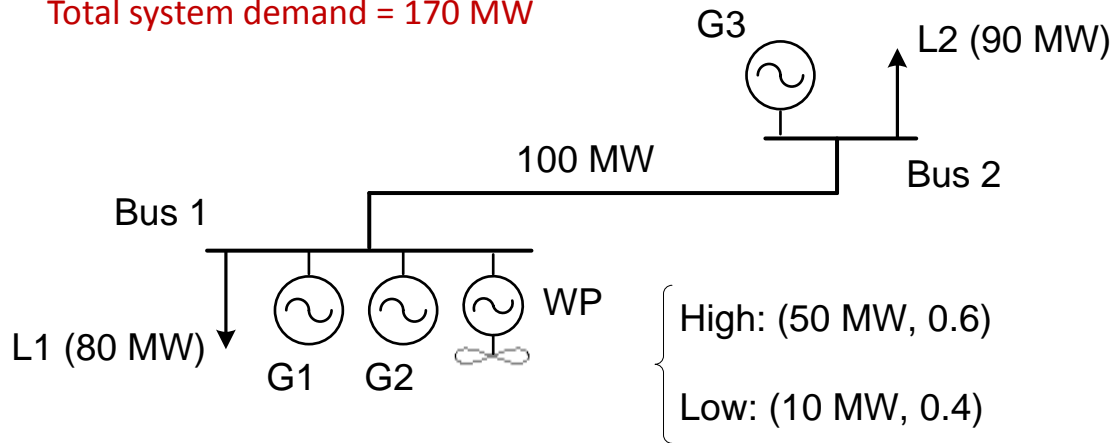 Total system demand = 170 MW
G3
L2 (90 MW)
100 MW
Bus 2
Bus 1
WP
High: (50 MW, 0.6)
L1 (80 MW)
G1 G2
Low: (10 MW, 0.4)